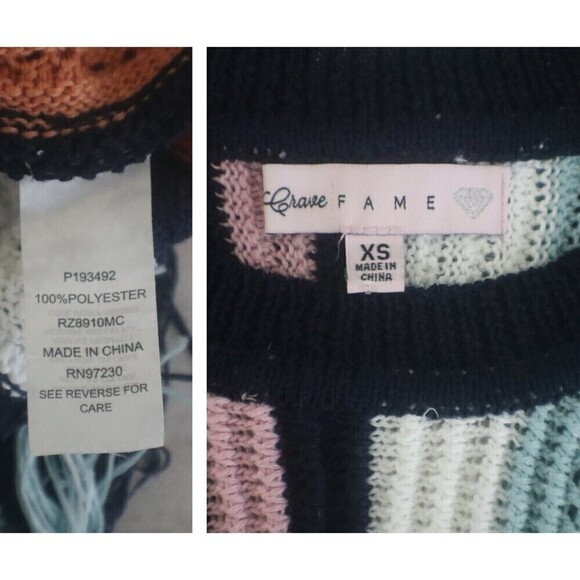 P193492
100%POLYESTER
RZ8910MC
MADE IN CHINA
RN97230
SEE REVERSE FOR
CARE
Crave FAME
XS
MADE IN
CHINA